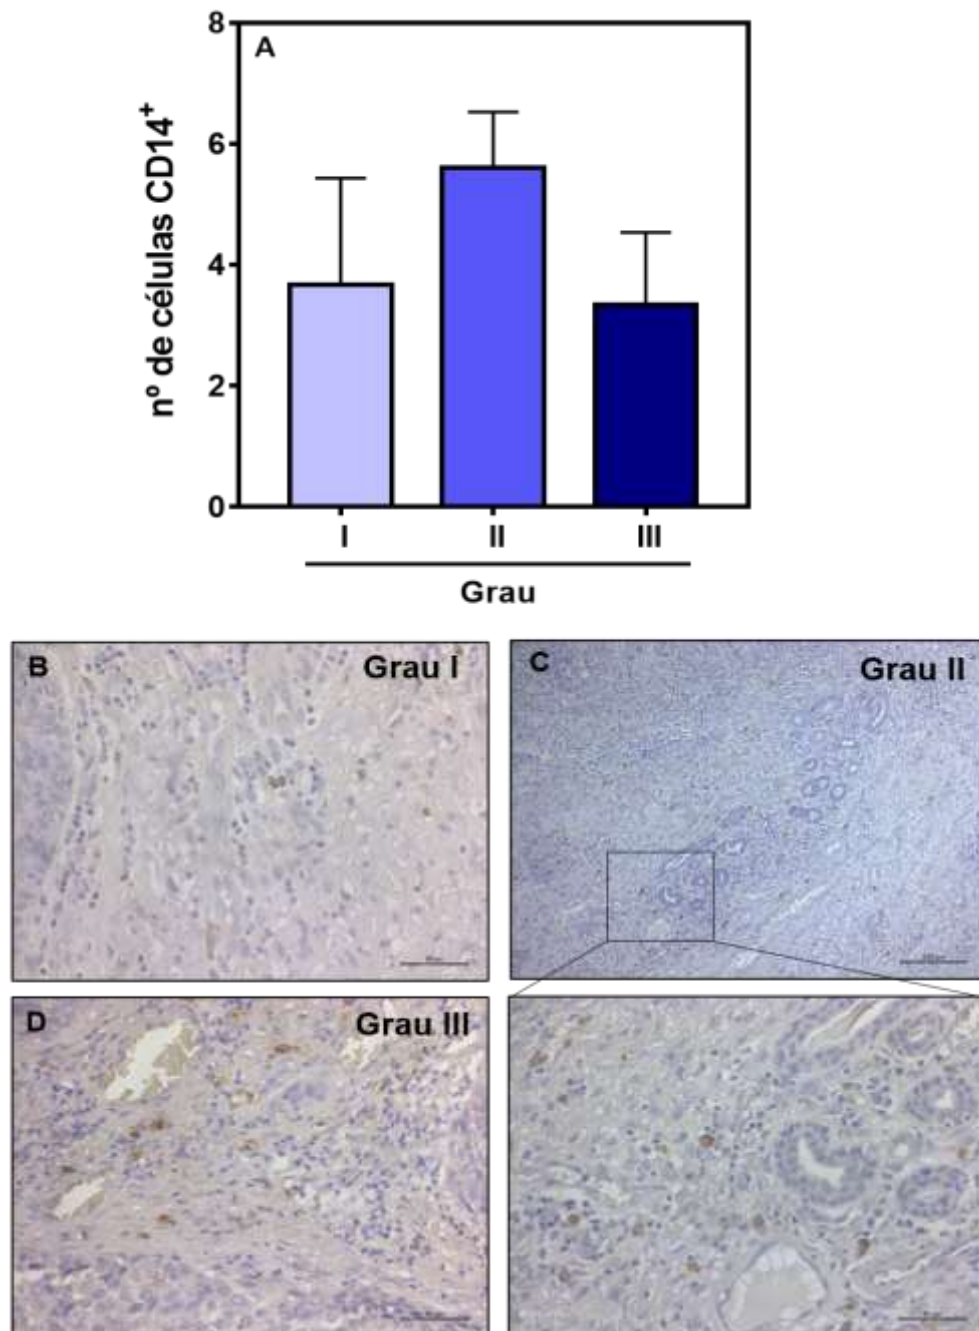 8
A
6
4
2
0
nº de células CD14⁺
I II III
Grau
B Grau I
C Grau II
D Grau III